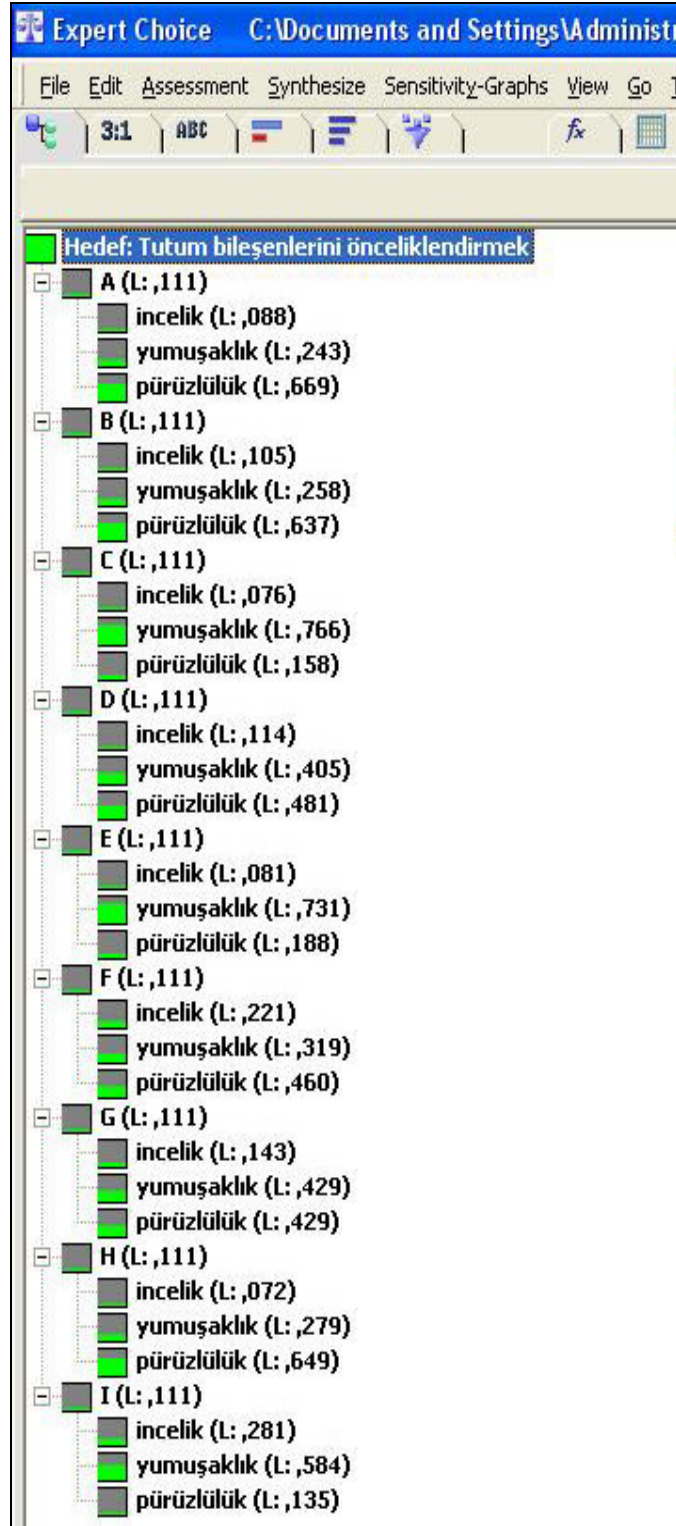 Expert Choice C:\Documents and Settings\Administr
File Edit Assessment Synthesize Sensitivity-Graphs View Go
3:1 ABC fx
Hedef: Tutum bileşenlerini önceliklendirmek
A (L: ,111)
incelik (L: ,088)
yumuşaklık (L: ,243)
pürüzlülük (L: ,669)
B (L: ,111)
incelik (L: ,105)
yumuşaklık (L: ,258)
pürüzlülük (L: ,637)
C (L: ,111)
incelik (L: ,076)
yumuşaklık (L: ,766)
pürüzlülük (L: ,158)
D (L: ,111)
incelik (L: ,114)
yumuşaklık (L: ,405)
pürüzlülük (L: ,481)
E (L: ,111)
incelik (L: ,081)
yumuşaklık (L: ,731)
pürüzlülük (L: ,188)
F (L: ,111)
incelik (L: ,221)
yumuşaklık (L: ,319)
pürüzlülük (L: ,460)
G (L: ,111)
incelik (L: ,143)
yumuşaklık (L: ,429)
pürüzlülük (L: ,429)
H (L: ,111)
incelik (L: ,072)
yumuşaklık (L: ,279)
pürüzlülük (L: ,649)
I (L: ,111)
incelik (L: ,281)
yumuşaklık (L: ,584)
pürüzlülük (L: ,135)